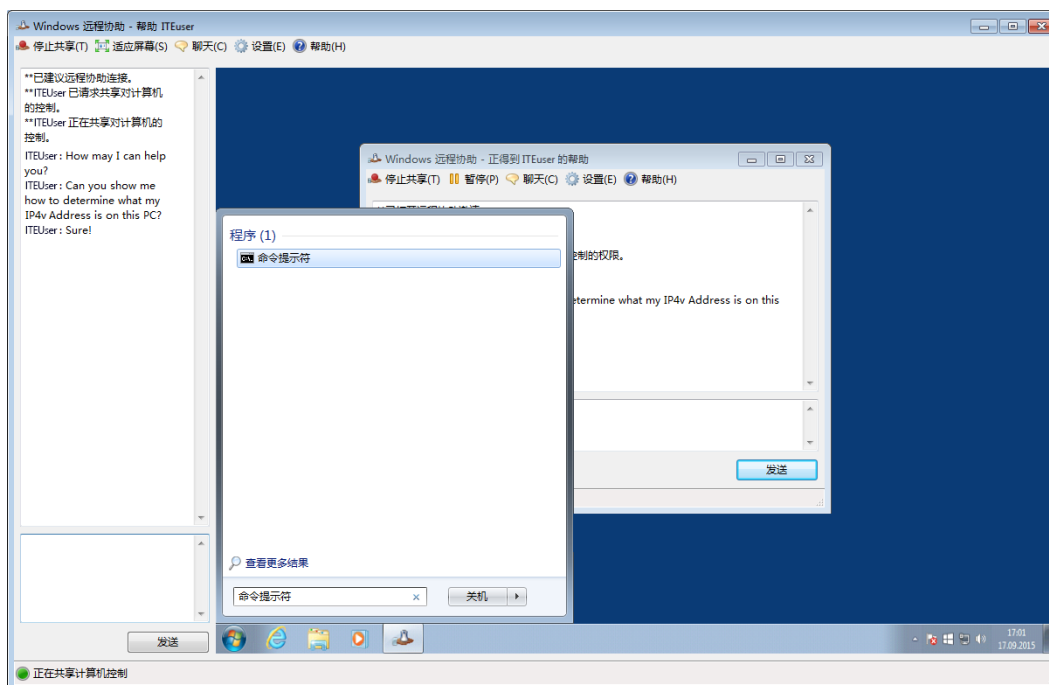 Windows 远程协助 - 帮助 ITEuser
停止共享(T) 适应屏幕(S) 聊天(C) 设置(E) 帮助(H)
**已建议远程协助连接。
**ITEUser 已请求共享对计算机
的控制。
**ITEUser 正在共享对计算机的
控制。
ITEUser : How may I can help
you?
ITEUser : Can you show me
how to determine what my
IP4v Address is on this PC?
ITEUser : Sure!
发送
正在共享计算机控制
Windows 远程协助 - 正得到 ITEuser 的帮助
停止共享(T) 暂停(P) 聊天(C) 设置(E) 帮助(H)
控制的权限。
etermine what my IP4v Address is on this
发送
程序 (1)
命令提示符
查看更多结果
命令提示符
关机
17:01
17.09.2015